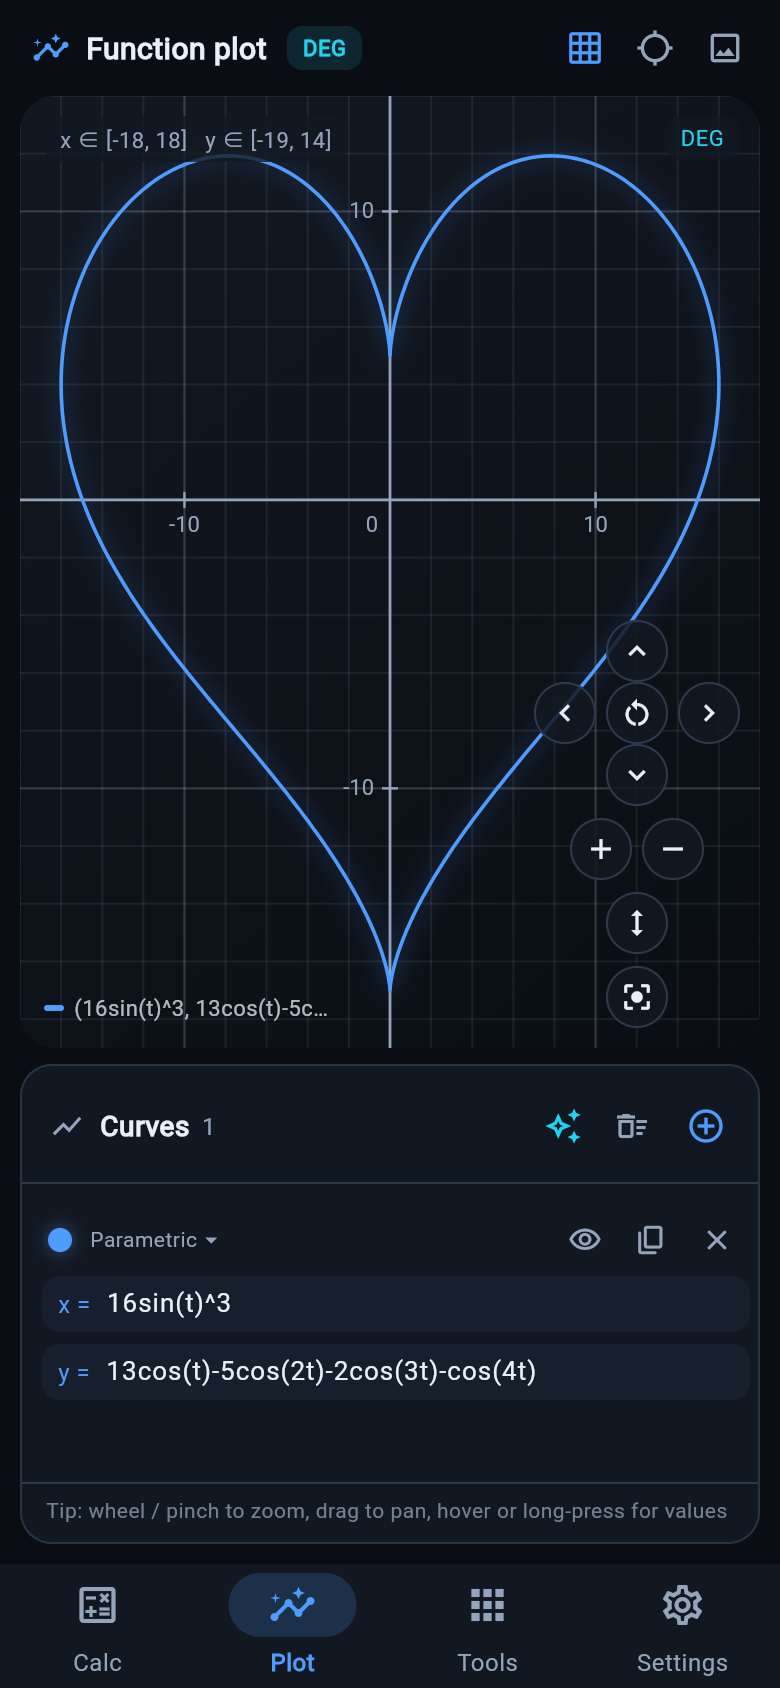 Function plot DEG
x ∈ [-18, 18] y ∈ [-19, 14] DEG
10
-10 0 10
-10
(16sin(t)^3, 13cos(t)-5c…
Curves 1
Parametric
x = 16sin(t)^3
y = 13cos(t)-5cos(2t)-2cos(3t)-cos(4t)
Tip: wheel / pinch to zoom, drag to pan, hover or long-press for values
Calc Plot Tools Settings